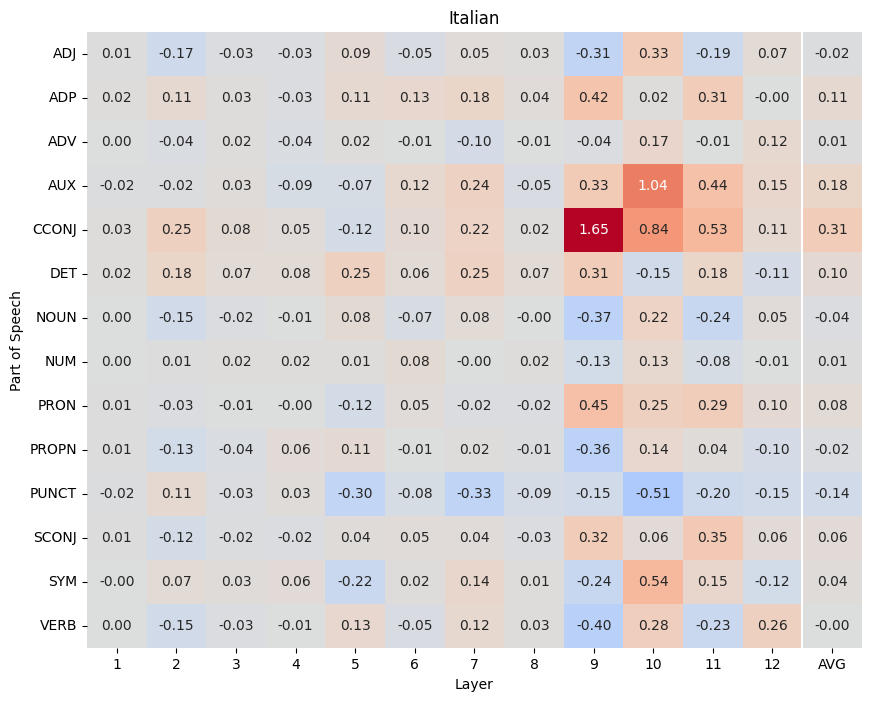 Italian
Part of Speech
ADJ 0.01 -0.17 -0.03 -0.03 0.09 -0.05 0.05 0.03 -0.31 0.33 -0.19 0.07 -0.02
ADP 0.02 0.11 0.03 -0.03 0.11 0.13 0.18 0.04 0.42 0.02 0.31 -0.00 0.11
ADV 0.00 -0.04 0.02 -0.04 0.02 -0.01 -0.10 -0.01 -0.04 0.17 -0.01 0.12 0.01
AUX -0.02 -0.02 0.03 -0.09 -0.07 0.12 0.24 -0.05 0.33 1.04 0.44 0.15 0.18
CCONJ 0.03 0.25 0.08 0.05 -0.12 0.10 0.22 0.02 1.65 0.84 0.53 0.11 0.31
DET 0.02 0.18 0.07 0.08 0.25 0.06 0.25 0.07 0.31 -0.15 0.18 -0.11 0.10
NOUN 0.00 -0.15 -0.02 -0.01 0.08 -0.07 0.08 -0.00 -0.37 0.22 -0.24 0.05 -0.04
NUM 0.00 0.01 0.02 0.02 0.01 0.08 -0.00 0.02 -0.13 0.13 -0.08 -0.01 0.01
PRON 0.01 -0.03 -0.01 -0.00 -0.12 0.05 -0.02 -0.02 0.45 0.25 0.29 0.10 0.08
PROPN 0.01 -0.13 -0.04 0.06 0.11 -0.01 0.02 -0.01 -0.36 0.14 0.04 -0.10 -0.02
PUNCT -0.02 0.11 -0.03 0.03 -0.30 -0.08 -0.33 -0.09 -0.15 -0.51 -0.20 -0.15 -0.14
SCONJ 0.01 -0.12 -0.02 -0.02 0.04 0.05 0.04 -0.03 0.32 0.06 0.35 0.06 0.06
SYM -0.00 0.07 0.03 0.06 -0.22 0.02 0.14 0.01 -0.24 0.54 0.15 -0.12 0.04
VERB 0.00 -0.15 -0.03 -0.01 0.13 -0.05 0.12 0.03 -0.40 0.28 -0.23 0.26 -0.00
1 2 3 4 5 6 7 8 9 10 11 12 AVG
Layer